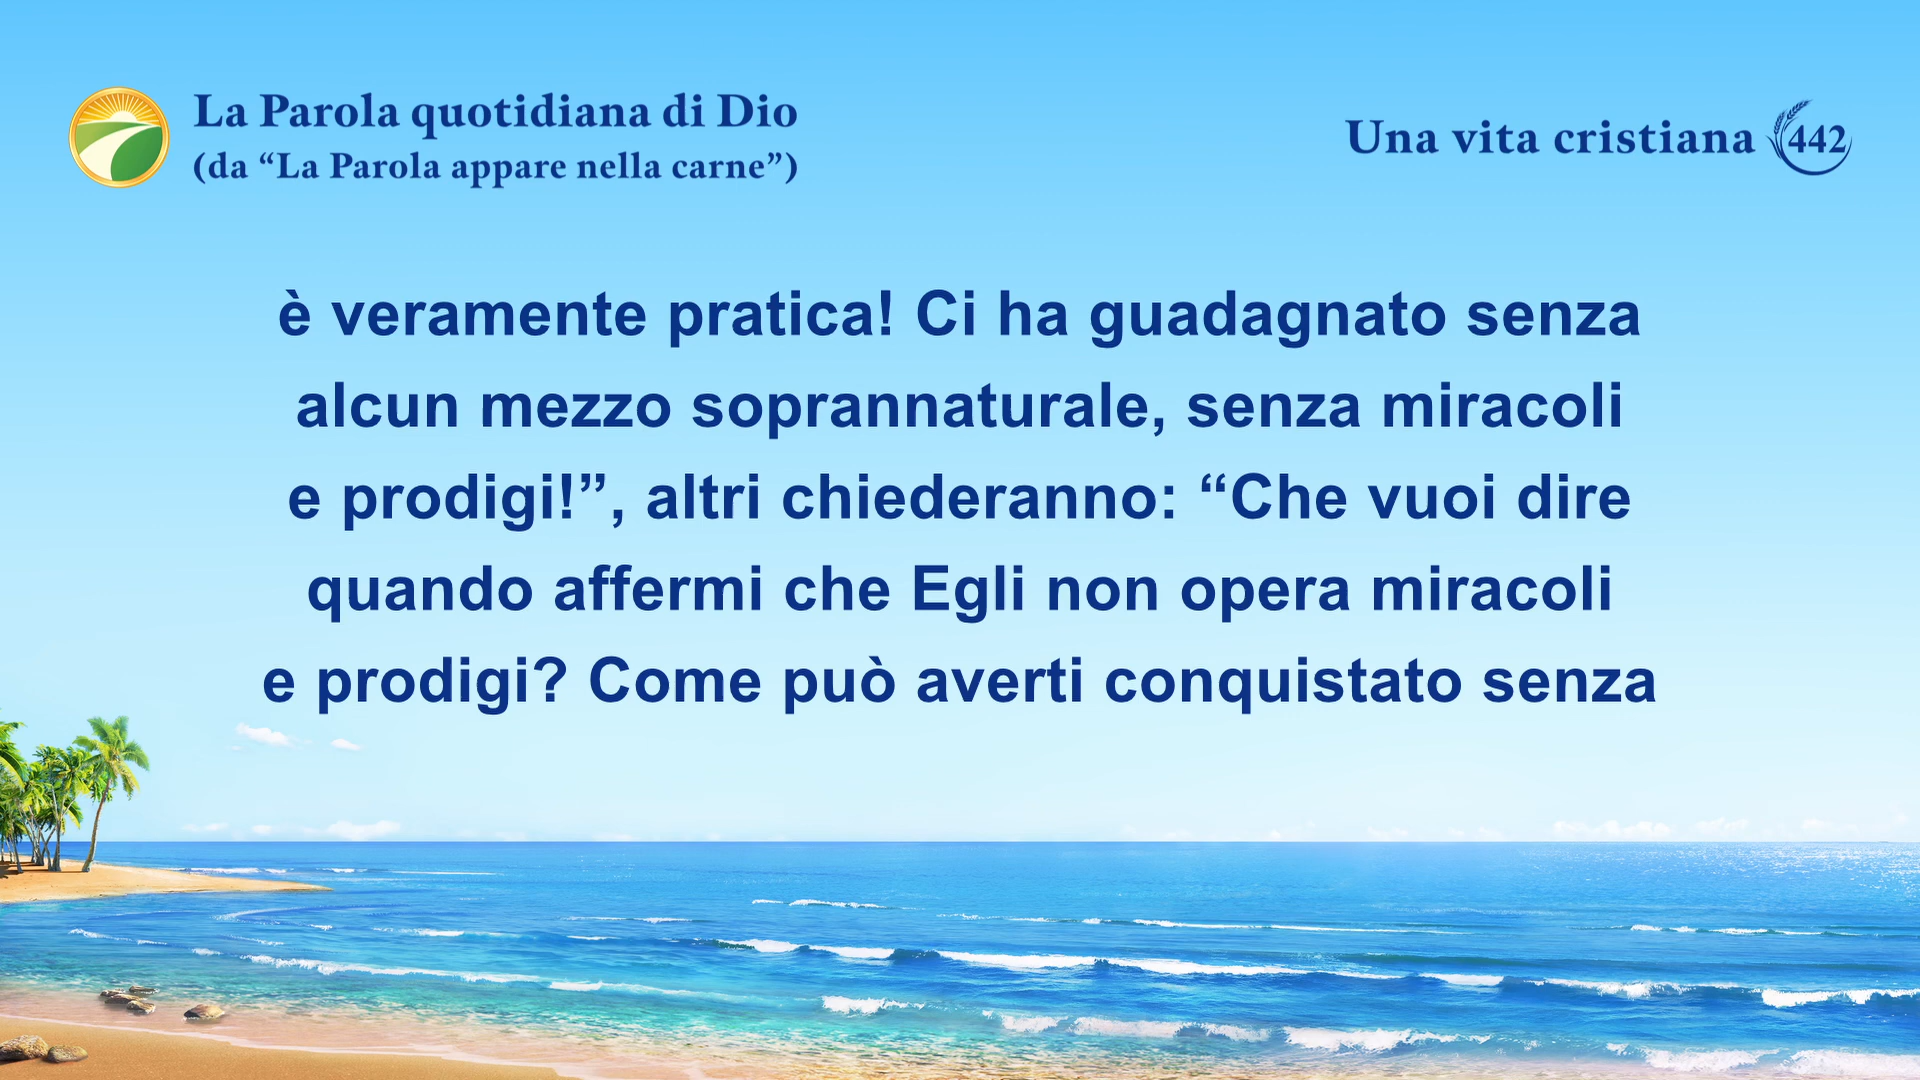 La Parola quotidiana di Dio
(da “La Parola appare nella carne”)
Una vita cristiana 442
è veramente pratica! Ci ha guadagnato senza
alcun mezzo soprannaturale, senza miracoli
e prodigi!”, altri chiederanno: “Che vuoi dire
quando affermi che Egli non opera miracoli
e prodigi? Come può averti conquistato senza